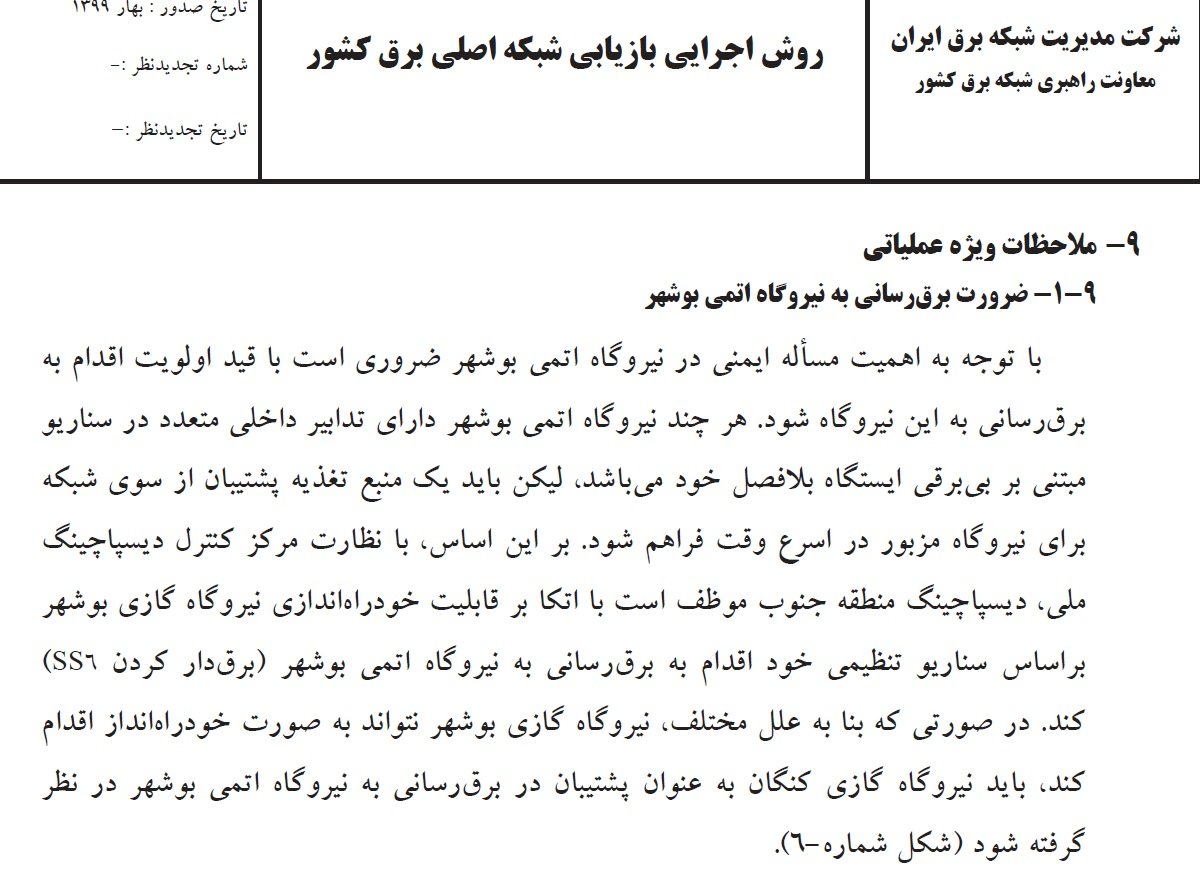 شرکت مدیریت شبکه برق ایران
معاونت راهبری شبکه برق کشور
روش اجرایی بازیابی شبکه اصلی برق کشور
تاریخ صدور : بهار ۱۳۹۹
شماره تجدیدنظر :-
تاریخ تجدیدنظر :–
۹- ملاحظات ویژه عملیاتی
۹-۱- ضرورت برق‌رسانی به نیروگاه اتمی بوشهر
با توجه به اهمیت مسأله ایمنی در نیروگاه اتمی بوشهر ضروری است با قید اولویت اقدام به
برق‌رسانی به این نیروگاه شود. هر چند نیروگاه اتمی بوشهر دارای تدابیر داخلی متعدد در سناریو
مبتنی بر بی‌برقی ایستگاه بلافصل خود می‌باشد، لیکن باید یک منبع تغذیه پشتیبان از سوی شبکه
برای نیروگاه مزبور در اسرع وقت فراهم شود. بر این اساس، با نظارت مرکز کنترل دیسپاچینگ
ملی، دیسپاچینگ منطقه جنوب موظف است با اتکا بر قابلیت خودراه‌اندازی نیروگاه گازی بوشهر
براساس سناریو تنظیمی خود اقدام به برق‌رسانی به نیروگاه اتمی بوشهر (برق‌دار کردن SS۶)
کند. در صورتی که بنا به علل مختلف، نیروگاه گازی بوشهر نتواند به صورت خودراه‌انداز اقدام
کند، باید نیروگاه گازی کنگان به عنوان پشتیبان در برق‌رسانی به نیروگاه اتمی بوشهر در نظر
گرفته شود (شکل شماره-۶).